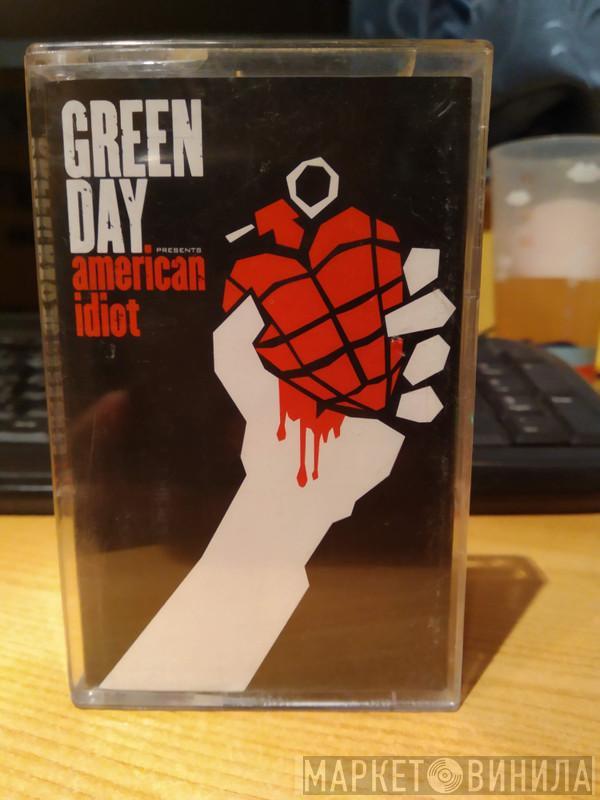 GREEN
DAY
PRESENTS
american
idiot
МАРКЕТ ВИНИЛА